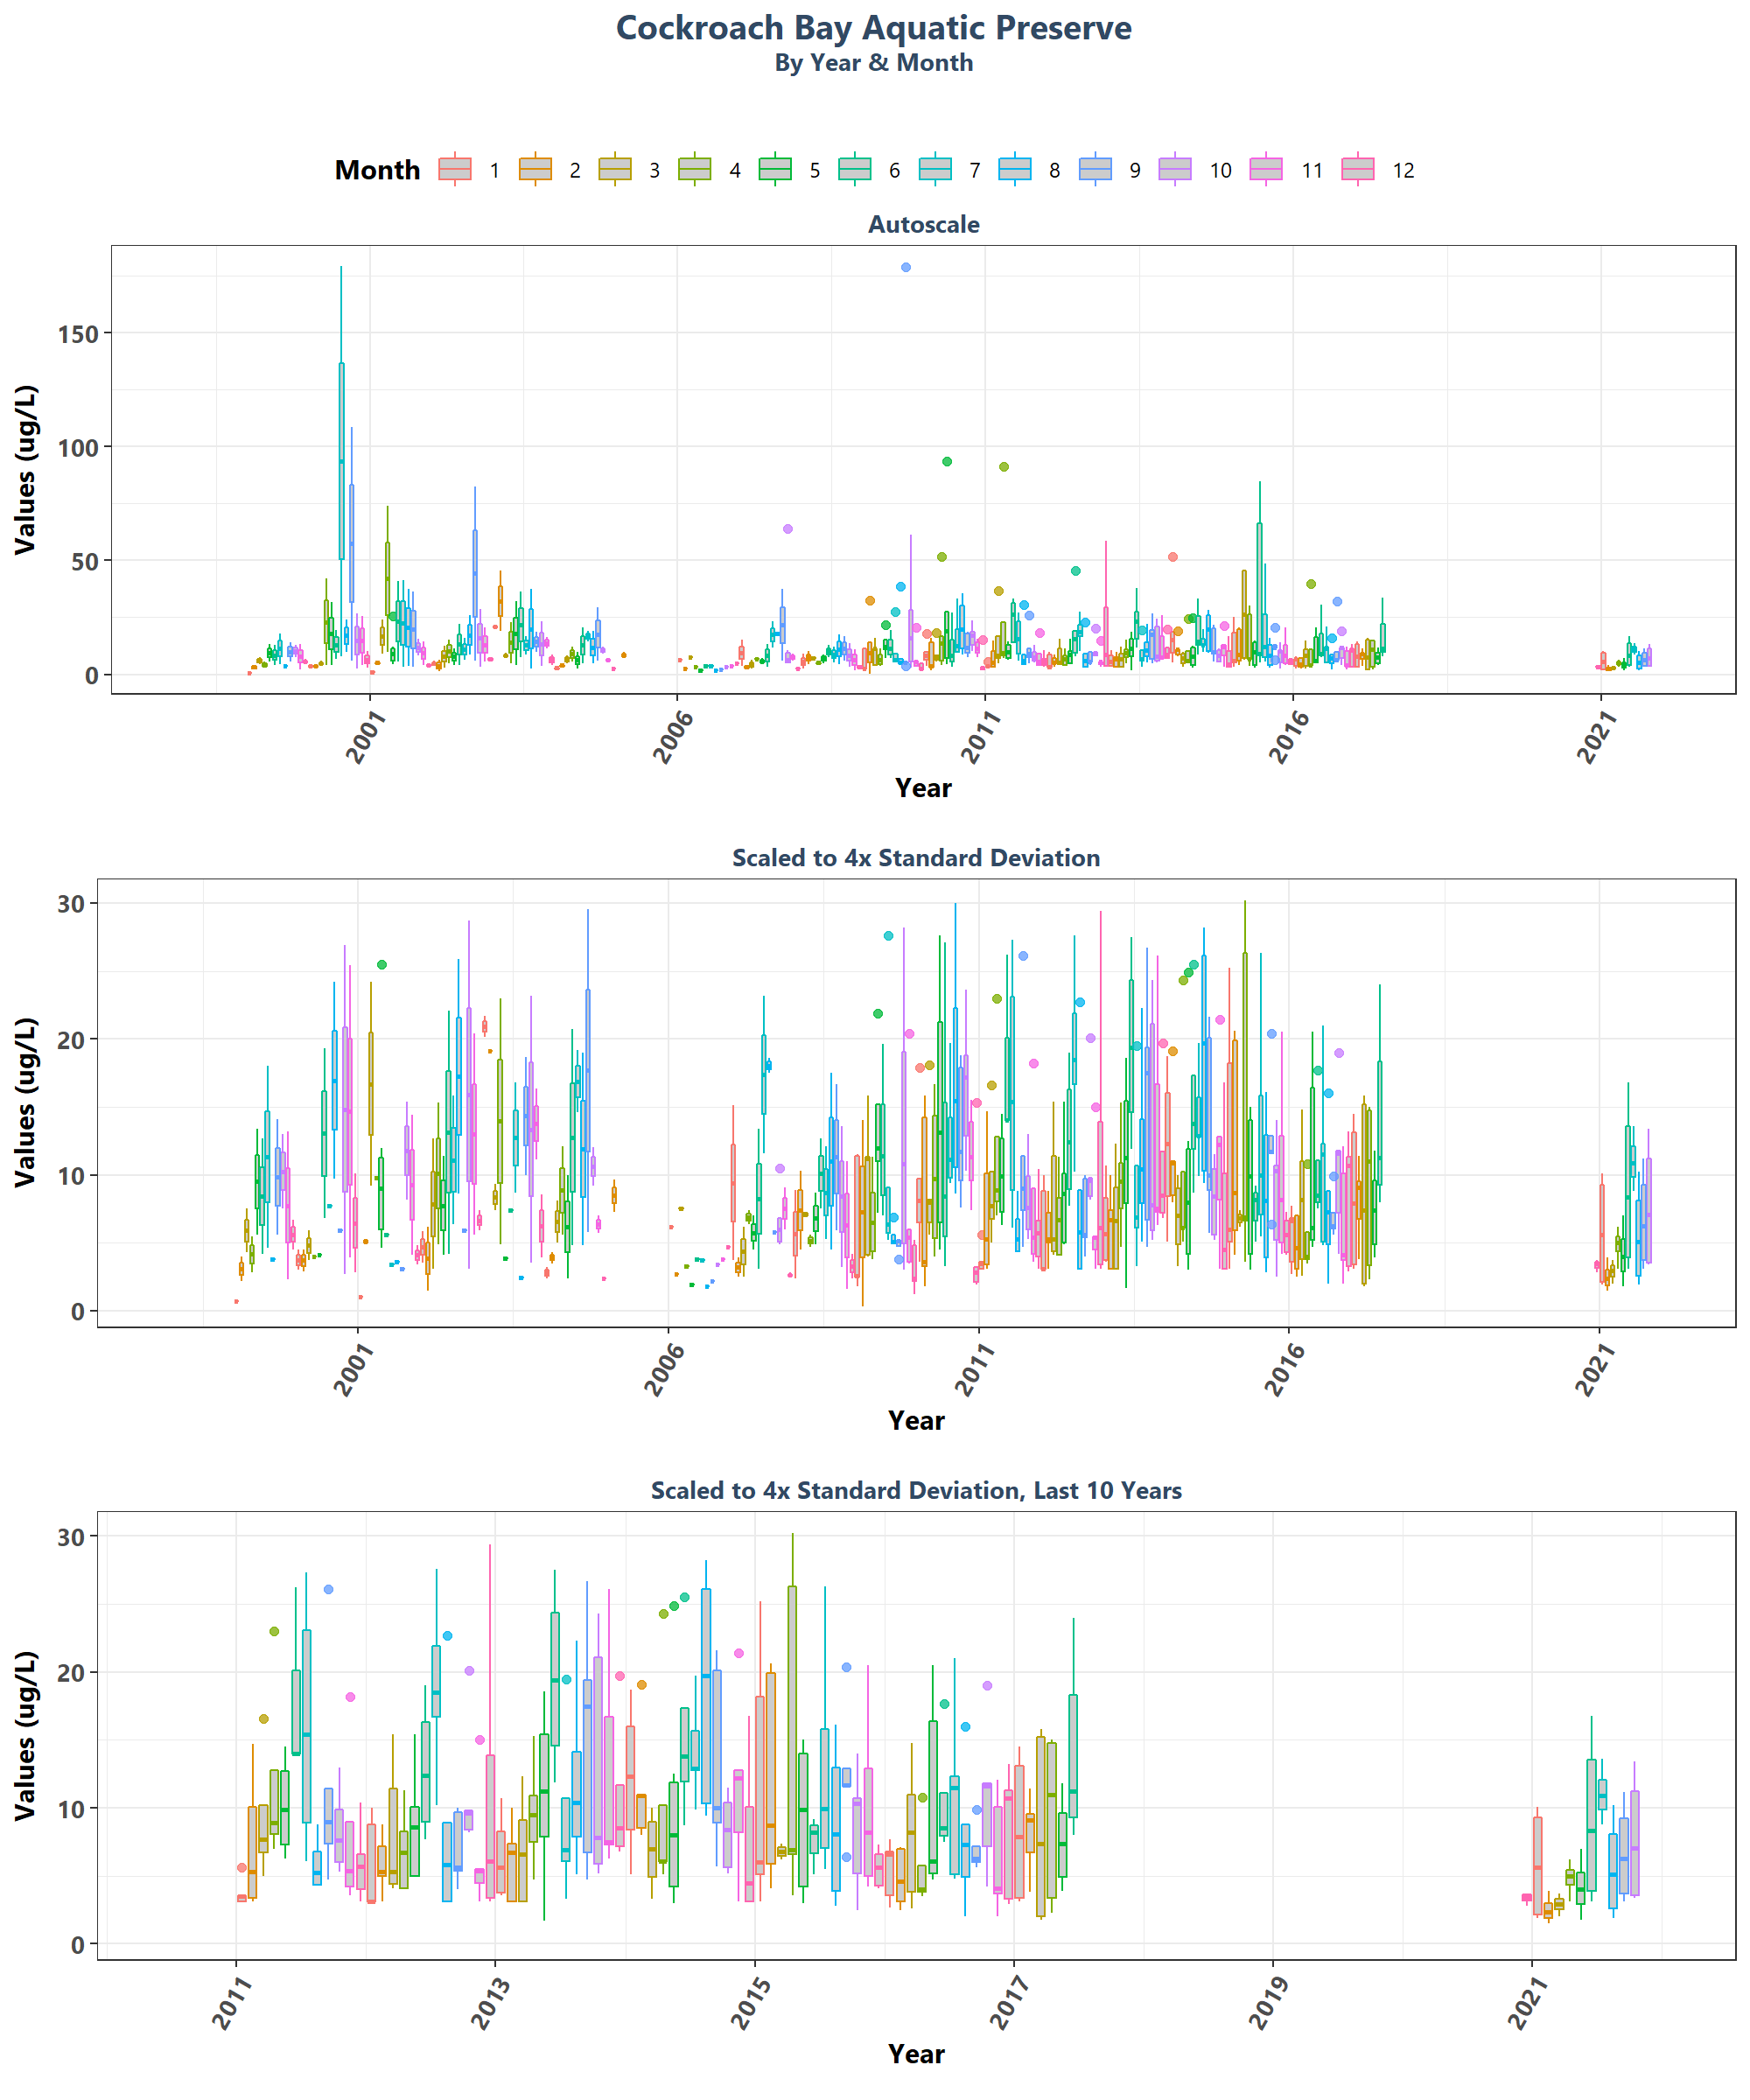 Cockroach Bay Aquatic Preserve
By Year & Month
Month 1 2 3 4 5 6 7 8 9 10 11 12
Autoscale
Values (ug/L)
150
100
50
0
2001 2006 2011 2016 2021
Year
Scaled to 4x Standard Deviation
Values (ug/L)
30
20
10
0
2001 2006 2011 2016 2021
Year
Scaled to 4x Standard Deviation, Last 10 Years
Values (ug/L)
30
20
10
0
2011 2013 2015 2017 2019 2021
Year